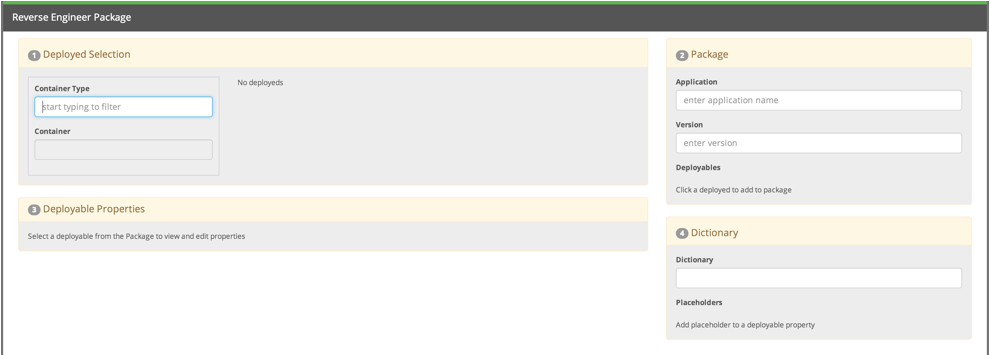 Reverse Engineer Package
1 Deployed Selection
Container Type
start typing to filter
Container
No deployeds
3 Deployable Properties
Select a deployable from the Package to view and edit properties
2 Package
Application
enter application name
Version
enter version
Deployables
Click a deployed to add to package
4 Dictionary
Dictionary
Placeholders
Add placeholder to a deployable property